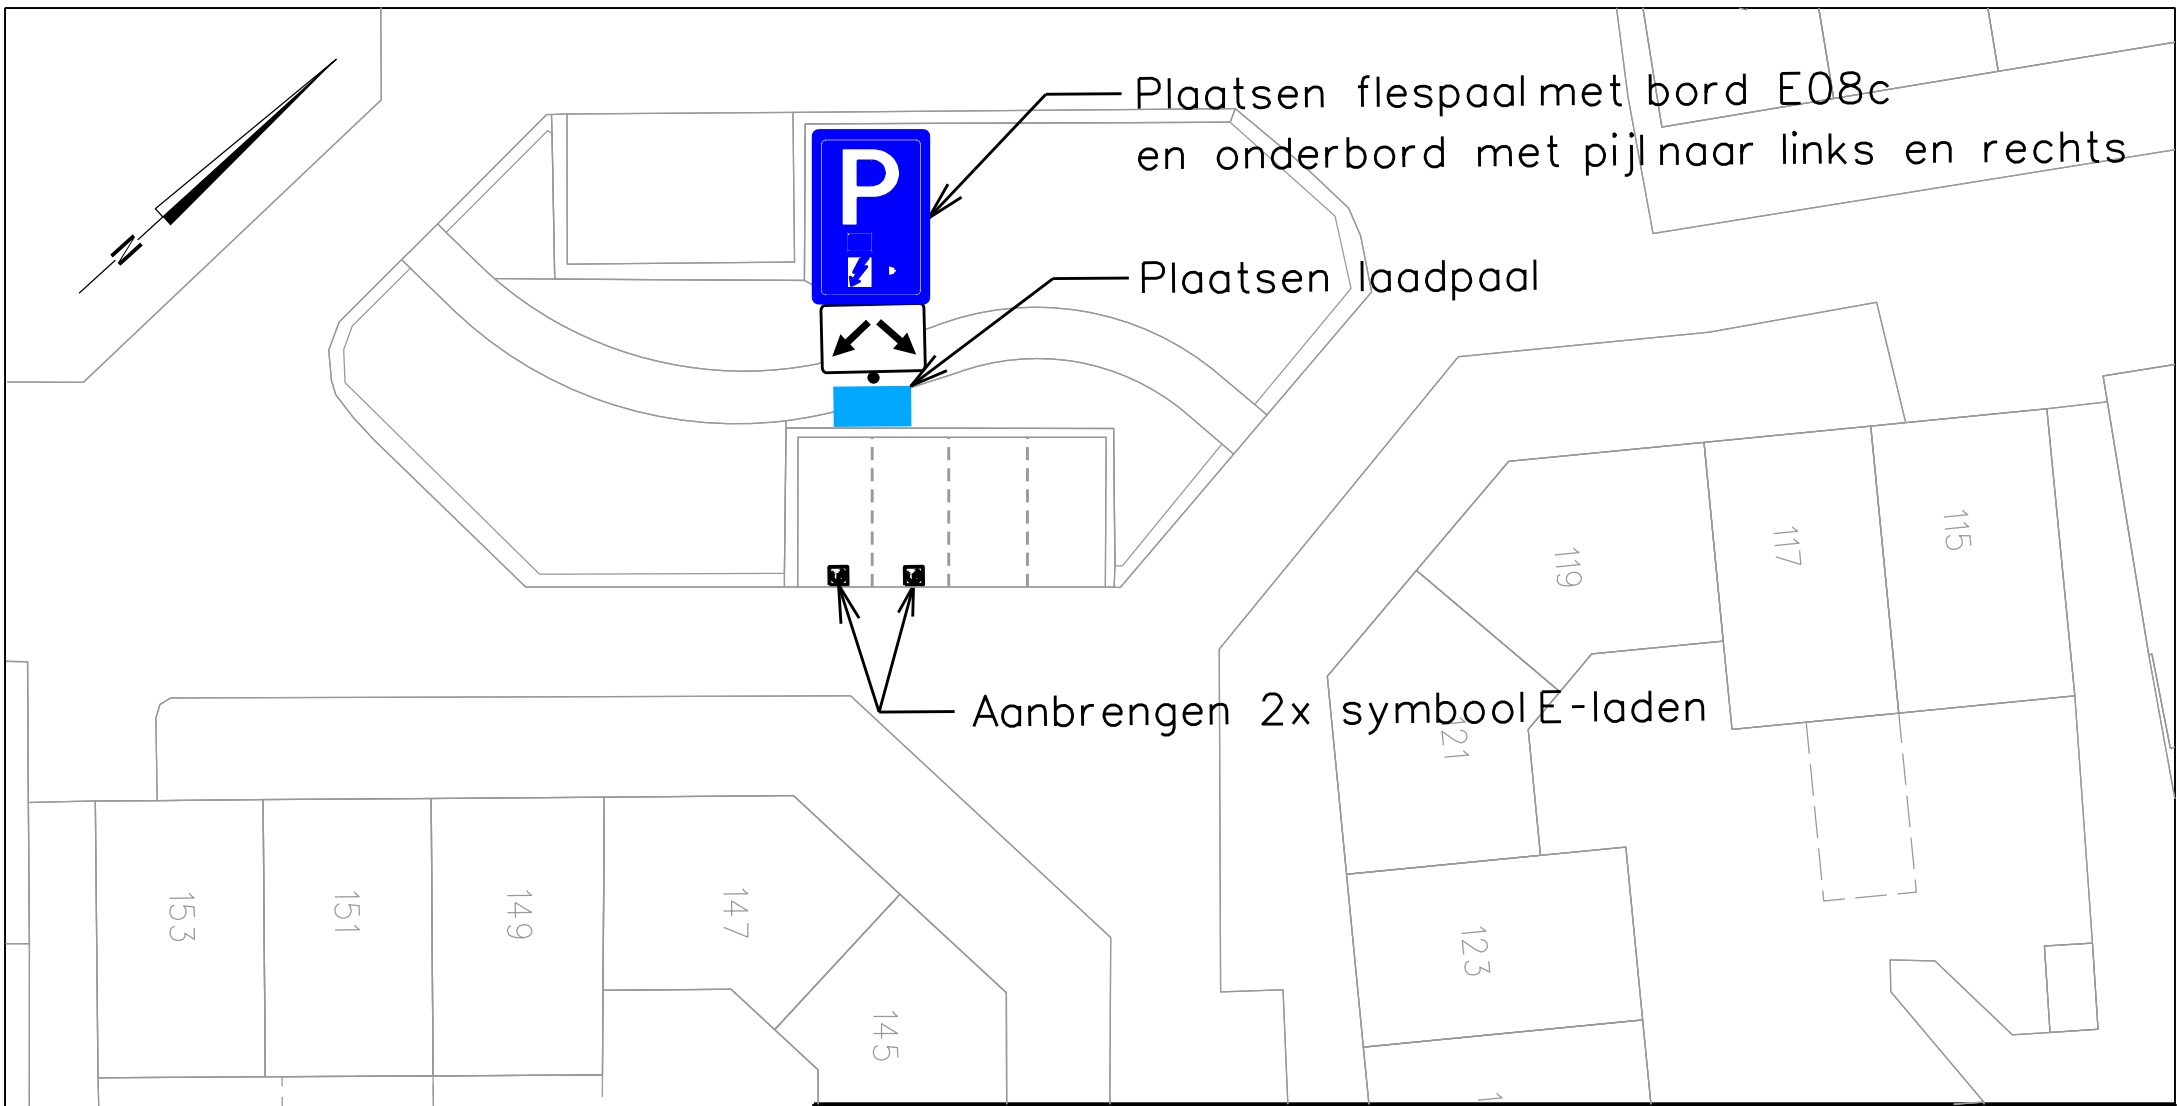 Plaatsen flespaal met bord E08c
en onderbord met pijl naar links en rechts
P
N
Plaatsen laadpaal
115
117
119
Aanbrengen 2x symbool E-laden
121
153
151
149
147
123
145
1